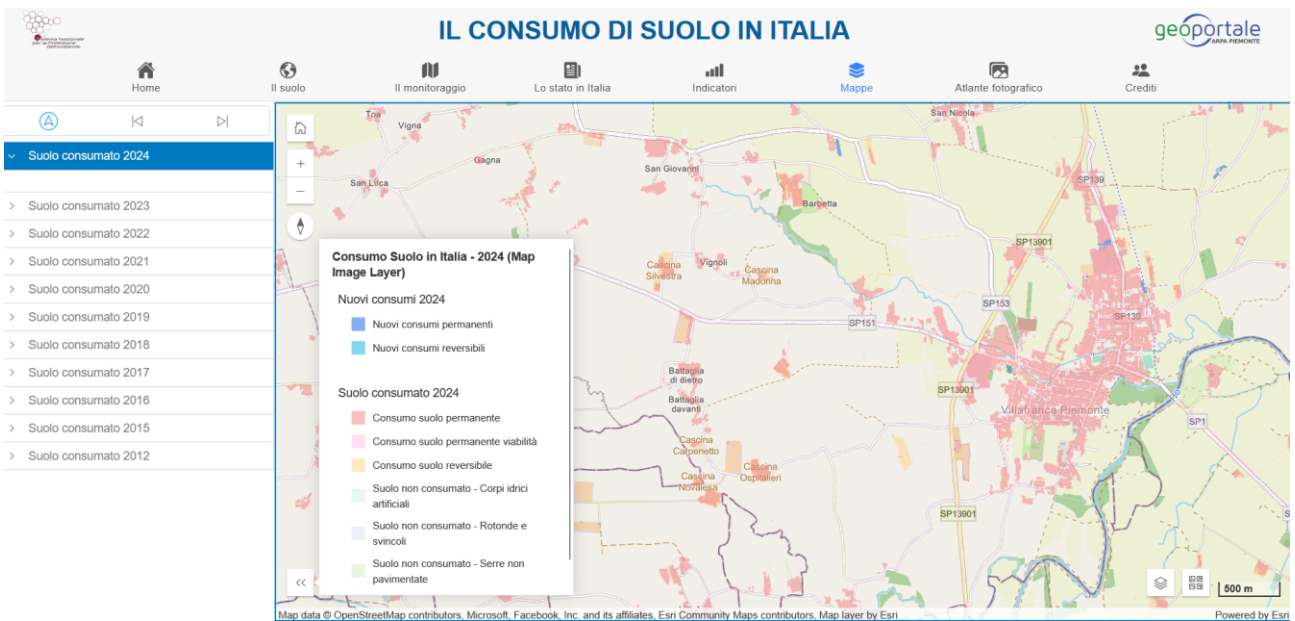 IL CONSUMO DI SUOLO IN ITALIA
geoportale
ARPA PIEMONTE
Home
Il suolo
Il monitoraggio
Lo stato in Italia
Indicatori
Mappe
Atlante fotografico
Crediti
Suolo consumato 2024
Suolo consumato 2023
Suolo consumato 2022
Suolo consumato 2021
Suolo consumato 2020
Suolo consumato 2019
Suolo consumato 2018
Suolo consumato 2017
Suolo consumato 2016
Suolo consumato 2015
Suolo consumato 2012
Toa
Vigna
San Nicola
Gagna
San Giovanni
San Luca
SP139
Barbetta
SP13901
Cascina
Silvestra
Vignoli
Cascina
Madonna
SP153
SP139
SP151
Battaglia
di dietro
SP13901
Battaglia
davanti
Villafranca Piemonte
SP1
Cascina
Carpenetto
Cascina
Ospitalieri
Cascina
Novalesa
SP13901
Consumo Suolo in Italia - 2024 (Map
Image Layer)
Nuovi consumi 2024
Nuovi consumi permanenti
Nuovi consumi reversibili
Suolo consumato 2024
Consumo suolo permanente
Consumo suolo permanente viabilità
Consumo suolo reversibile
Suolo non consumato - Corpi idrici
artificiali
Suolo non consumato - Rotonde e
svincoli
Suolo non consumato - Serre non
pavimentate
500 m
Map data © OpenStreetMap contributors, Microsoft, Facebook, Inc. and its affiliates, Esri Community Maps contributors, Map layer by Esri
Powered by Esri